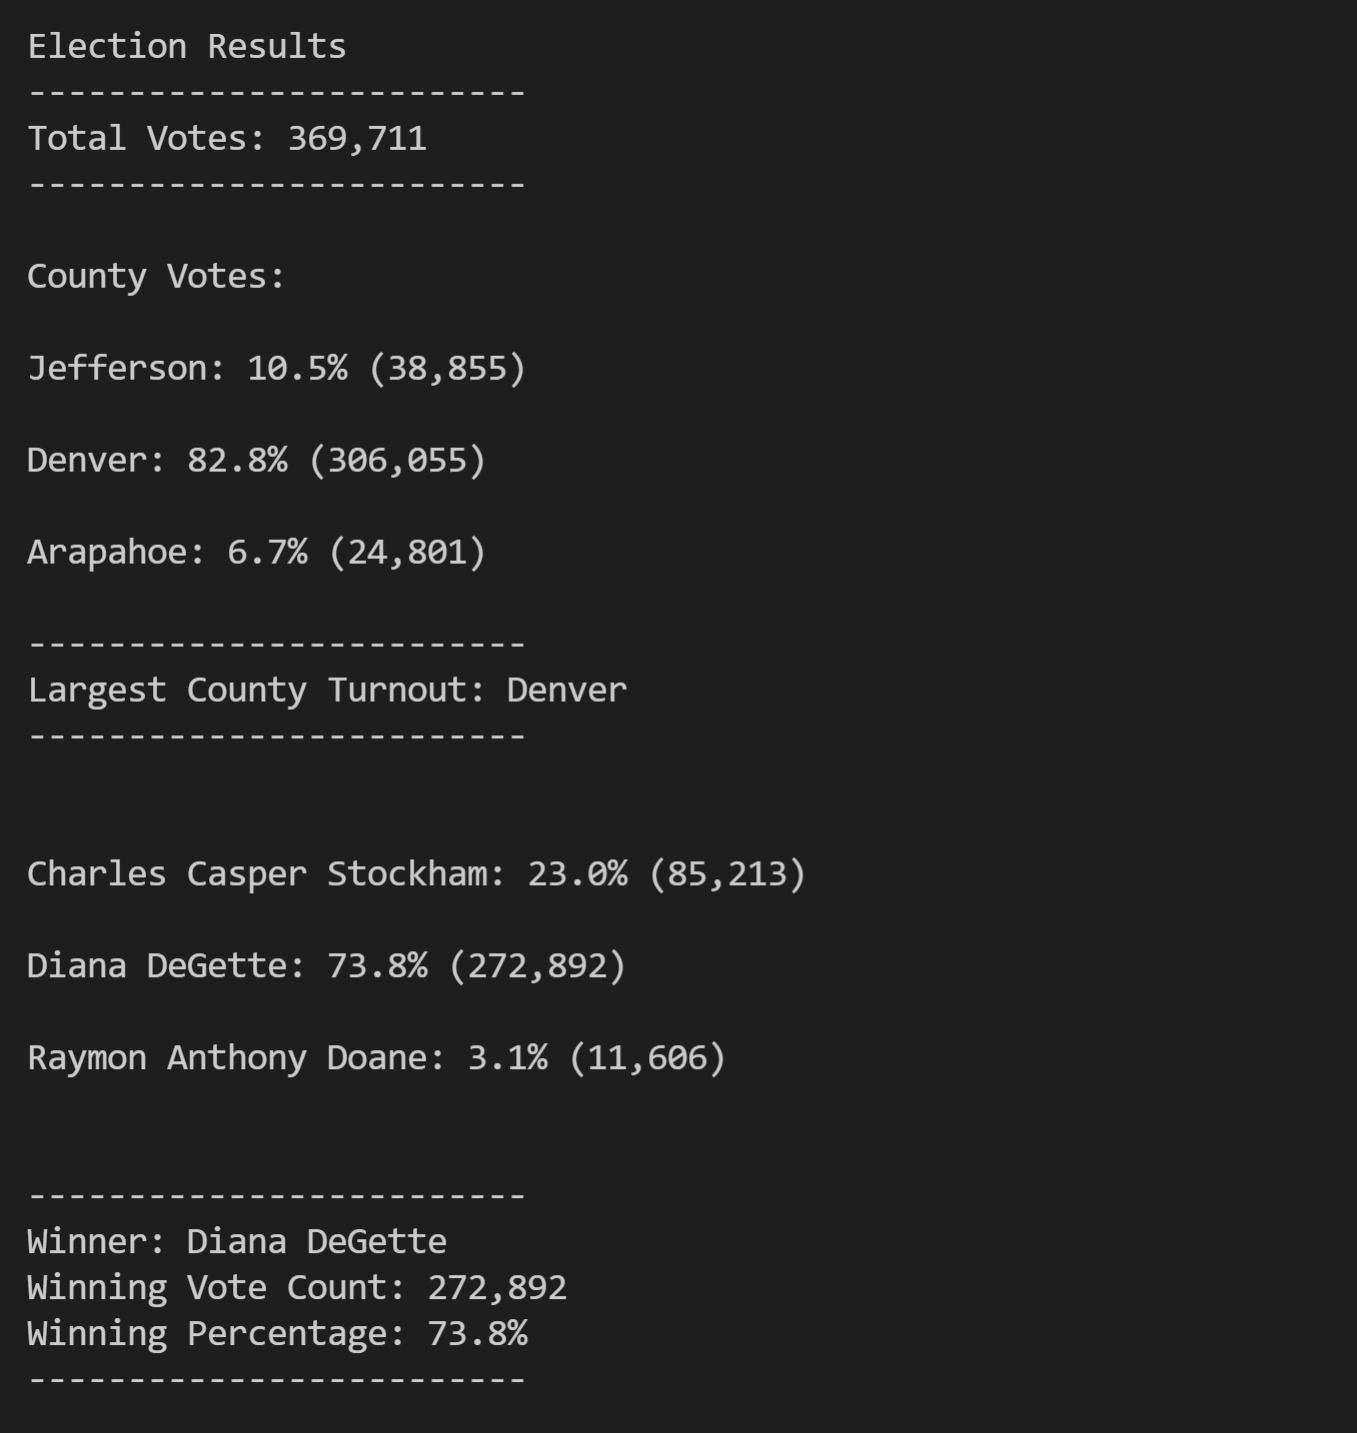 Election Results
-------------------------
Total Votes: 369,711
-------------------------
County Votes:
Jefferson: 10.5% (38,855)
Denver: 82.8% (306,055)
Arapahoe: 6.7% (24,801)
-------------------------
Largest County Turnout: Denver
-------------------------
Charles Casper Stockham: 23.0% (85,213)
Diana DeGette: 73.8% (272,892)
Raymon Anthony Doane: 3.1% (11,606)
-------------------------
Winner: Diana DeGette
Winning Vote Count: 272,892
Winning Percentage: 73.8%
-------------------------